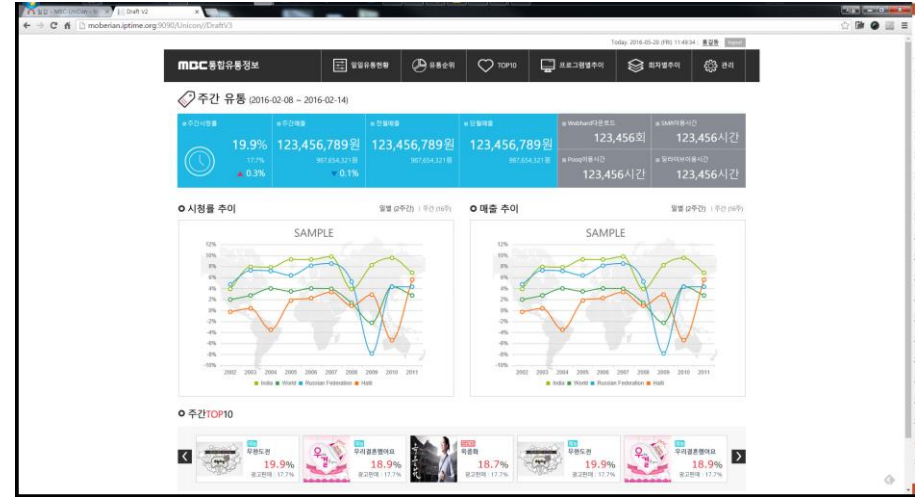 Draft V2
moberian.iptime.org:9090/Unicon//DraftV3
Today: 2016-05-20 (FRI) 11:49:34 | 홍길동
MBC 통합유통정보
일일유통현황
유통순위
TOP10
프로그램별추이
회차별추이
관리
주간 유통 (2016-02-08 ~ 2016-02-14)
주간시청률
19.9%
17.7%
▲ 0.3%
주간매출
123,456,789원
987,654,321원
▼ 0.1%
전월매출
123,456,789원
987,654,321원
당월매출
123,456,789원
987,654,321원
Webhard다운로드
123,456회
SMR이용시간
123,456시간
Pooq이용시간
123,456시간
123,456시간
시청률 추이
일별 (2주간) | 주간 (16주)
SAMPLE
12%
10%
8%
6%
4%
2%
0%
-2%
-4%
-6%
-8%
-10%
2002 2003 2004 2005 2006 2007 2008 2009 2010 2011
India World Russian Federation Haiti
매출 추이
일별 (2주간) | 주간 (16주)
SAMPLE
12%
10%
8%
6%
4%
2%
0%
-2%
-4%
-6%
-8%
-10%
2002 2003 2004 2005 2006 2007 2008 2009 2010 2011
India World Russian Federation Haiti
주간TOP10
무한도전
19.9%
광고판매 : 17.7%
우리결혼했어요
18.9%
광고판매 : 17.7%
옥중화
18.7%
광고판매 : 17.7%
무한도전
19.9%
광고판매 : 17.7%
우리결혼했어요
18.9%
광고판매 : 17.7%